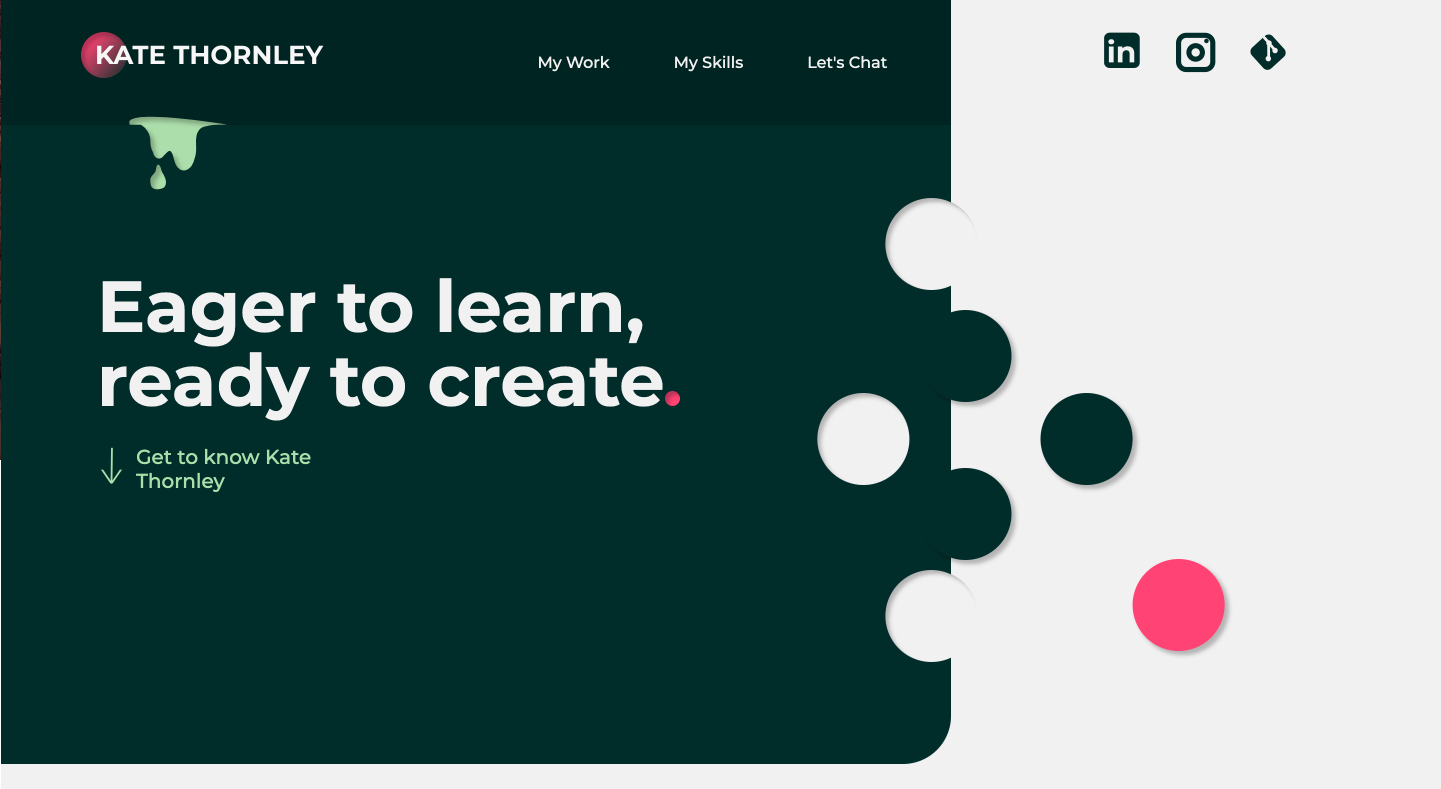 KATE THORNLEY
My Work
My Skills
Let's Chat
in
Eager to learn,
ready to create.
Get to know Kate
Thornley